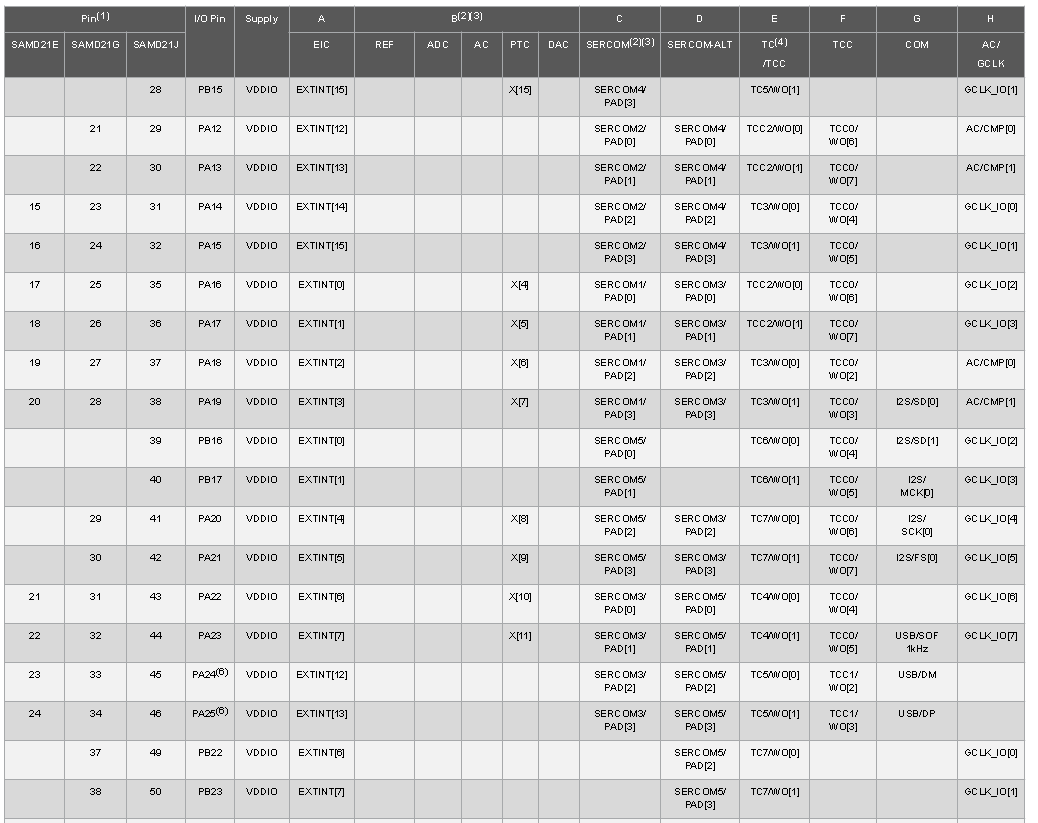 Pin(1) I/O Pin Supply A B(2)(3) C D E F G H
SAMD21E SAMD21G SAMD21J EIC REF ADC AC PTC DAC SERCOM(2)(3) SERCOM-ALT TC(4) /TCC TCC COM AC/ GCLK
28 PB15 VDDIO EXTINT[15] X[15] SERCOM4/ PAD[3] TC5/WO[1] GCLK_IO[1]
21 29 PA12 VDDIO EXTINT[12] SERCOM2/ PAD[0] SERCOM4/ PAD[0] TCC2/WO[0] TCC0/ WO[6] AC/CMP[0]
22 30 PA13 VDDIO EXTINT[13] SERCOM2/ PAD[1] SERCOM4/ PAD[1] TCC2/WO[1] TCC0/ WO[7] AC/CMP[1]
15 23 31 PA14 VDDIO EXTINT[14] SERCOM2/ PAD[2] SERCOM4/ PAD[2] TC3/WO[0] TCC0/ WO[4] GCLK_IO[0]
16 24 32 PA15 VDDIO EXTINT[15] SERCOM2/ PAD[3] SERCOM4/ PAD[3] TC3/WO[1] TCC0/ WO[5] GCLK_IO[1]
17 25 35 PA16 VDDIO EXTINT[0] X[4] SERCOM1/ PAD[0] SERCOM3/ PAD[0] TCC2/WO[0] TCC0/ WO[6] GCLK_IO[2]
18 26 36 PA17 VDDIO EXTINT[1] X[5] SERCOM1/ PAD[1] SERCOM3/ PAD[1] TCC2/WO[1] TCC0/ WO[7] GCLK_IO[3]
19 27 37 PA18 VDDIO EXTINT[2] X[6] SERCOM1/ PAD[2] SERCOM3/ PAD[2] TC3/WO[0] TCC0/ WO[2] AC/CMP[0]
20 28 38 PA19 VDDIO EXTINT[3] X[7] SERCOM1/ PAD[3] SERCOM3/ PAD[3] TC3/WO[1] TCC0/ WO[3] I2S/SD[0] AC/CMP[1]
39 PB16 VDDIO EXTINT[0] SERCOM5/ PAD[0] TC6/WO[0] TCC0/ WO[4] I2S/SD[1] GCLK_IO[2]
40 PB17 VDDIO EXTINT[1] SERCOM5/ PAD[1] TC6/WO[1] TCC0/ WO[5] I2S/ MCK[0] GCLK_IO[3]
29 41 PA20 VDDIO EXTINT[4] X[8] SERCOM5/ PAD[2] SERCOM3/ PAD[2] TC7/WO[0] TCC0/ WO[6] I2S/ SCK[0] GCLK_IO[4]
30 42 PA21 VDDIO EXTINT[5] X[9] SERCOM5/ PAD[3] SERCOM3/ PAD[3] TC7/WO[1] TCC0/ WO[7] I2S/FS[0] GCLK_IO[5]
21 31 43 PA22 VDDIO EXTINT[6] X[10] SERCOM3/ PAD[0] SERCOM5/ PAD[0] TC4/WO[0] TCC0/ WO[4] GCLK_IO[6]
22 32 44 PA23 VDDIO EXTINT[7] X[11] SERCOM3/ PAD[1] SERCOM5/ PAD[1] TC4/WO[1] TCC0/ WO[5] USB/SOF 1kHz GCLK_IO[7]
23 33 45 PA24(6) VDDIO EXTINT[12] SERCOM3/ PAD[2] SERCOM5/ PAD[2] TC5/WO[0] TCC1/ WO[2] USB/DM
24 34 46 PA25(6) VDDIO EXTINT[13] SERCOM3/ PAD[3] SERCOM5/ PAD[3] TC5/WO[1] TCC1/ WO[3] USB/DP
37 49 PB22 VDDIO EXTINT[6] SERCOM5/ PAD[2] TC7/WO[0] GCLK_IO[0]
38 50 PB23 VDDIO EXTINT[7] SERCOM5/ PAD[3] TC7/WO[1] GCLK_IO[1]